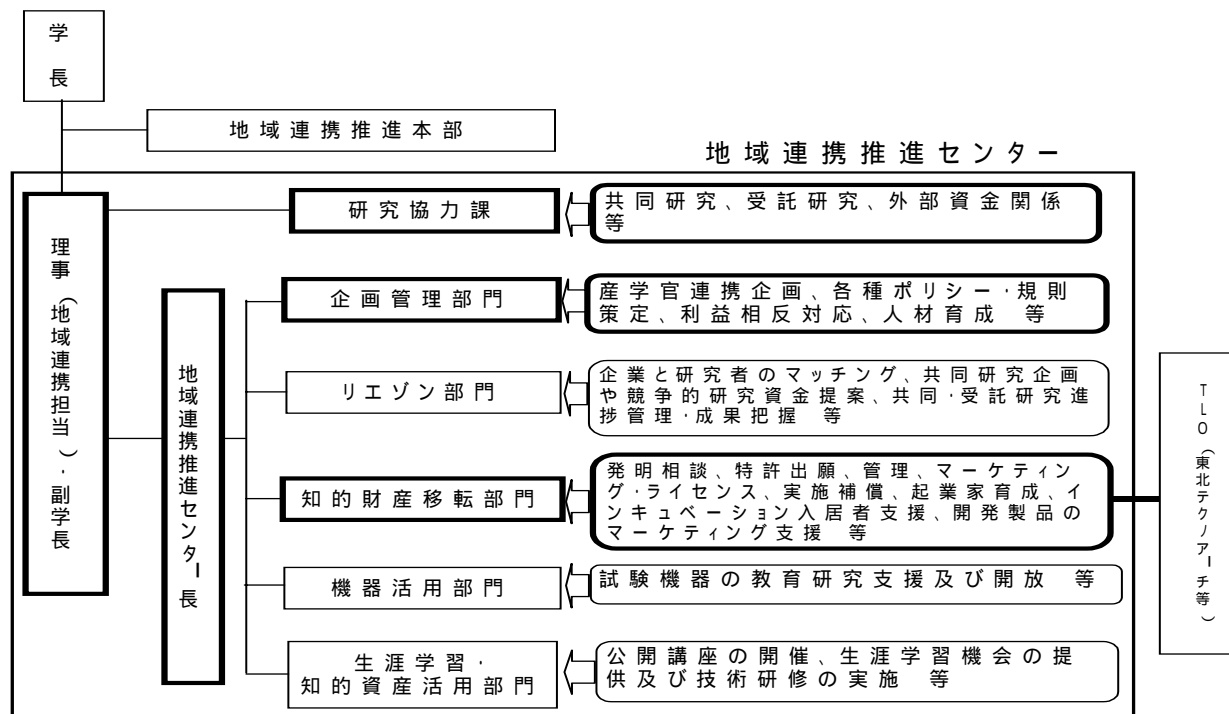 学
長
地域連携推進本部
地域連携推進センター
理事(地域連携担当)・副学長
地域連携推進センター長
研究協力課
共同研究、受託研究、外部資金関係
等
企画管理部門
産学官連携企画、各種ポリシー・規則
策定、利益相反対応、人材育成 等
リエゾン部門
企業と研究者のマッチング、共同研究企画
や競争的研究資金提案、共同・受託研究進
捗管理・成果把握 等
知的財産移転部門
発明相談、特許出願、管理、マーケティン
グ・ライセンス、実施補償、起業家育成、イ
ンキュベーション入居者支援、開発製品の
マーケティング支援 等
機器活用部門
試験機器の教育研究支援及び開放 等
生涯学習・
知的資産活用部門
公開講座の開催、生涯学習機会の提
供及び技術研修の実施 等
TLO(東北テクノアーチ等)